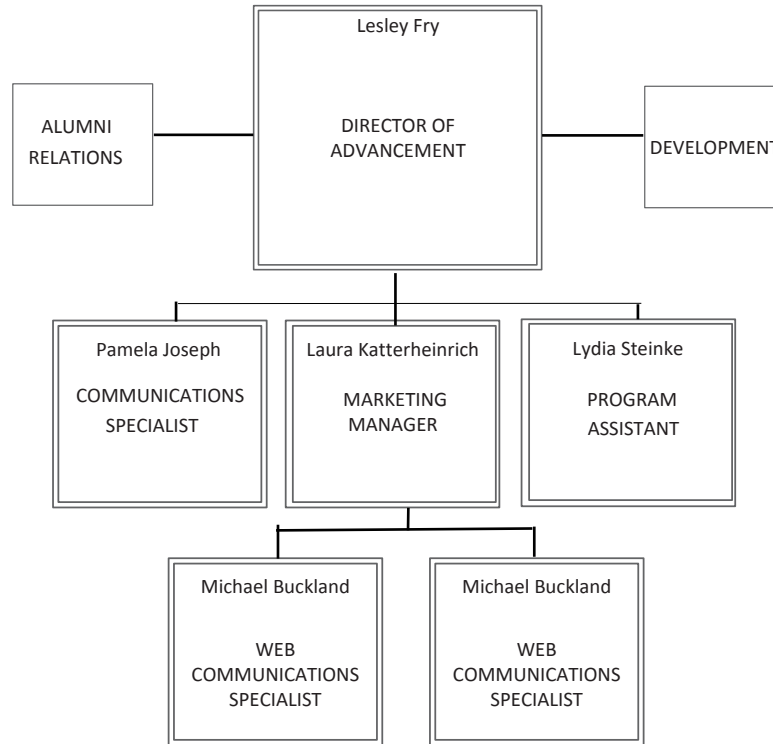 Lesley Fry
DIRECTOR OF
ADVANCEMENT
ALUMNI
RELATIONS
DEVELOPMENT
Pamela Joseph
COMMUNICATIONS
SPECIALIST
Laura Katterheinrich
MARKETING
MANAGER
Lydia Steinke
PROGRAM
ASSISTANT
Michael Buckland
WEB
COMMUNICATIONS
SPECIALIST
Michael Buckland
WEB
COMMUNICATIONS
SPECIALIST